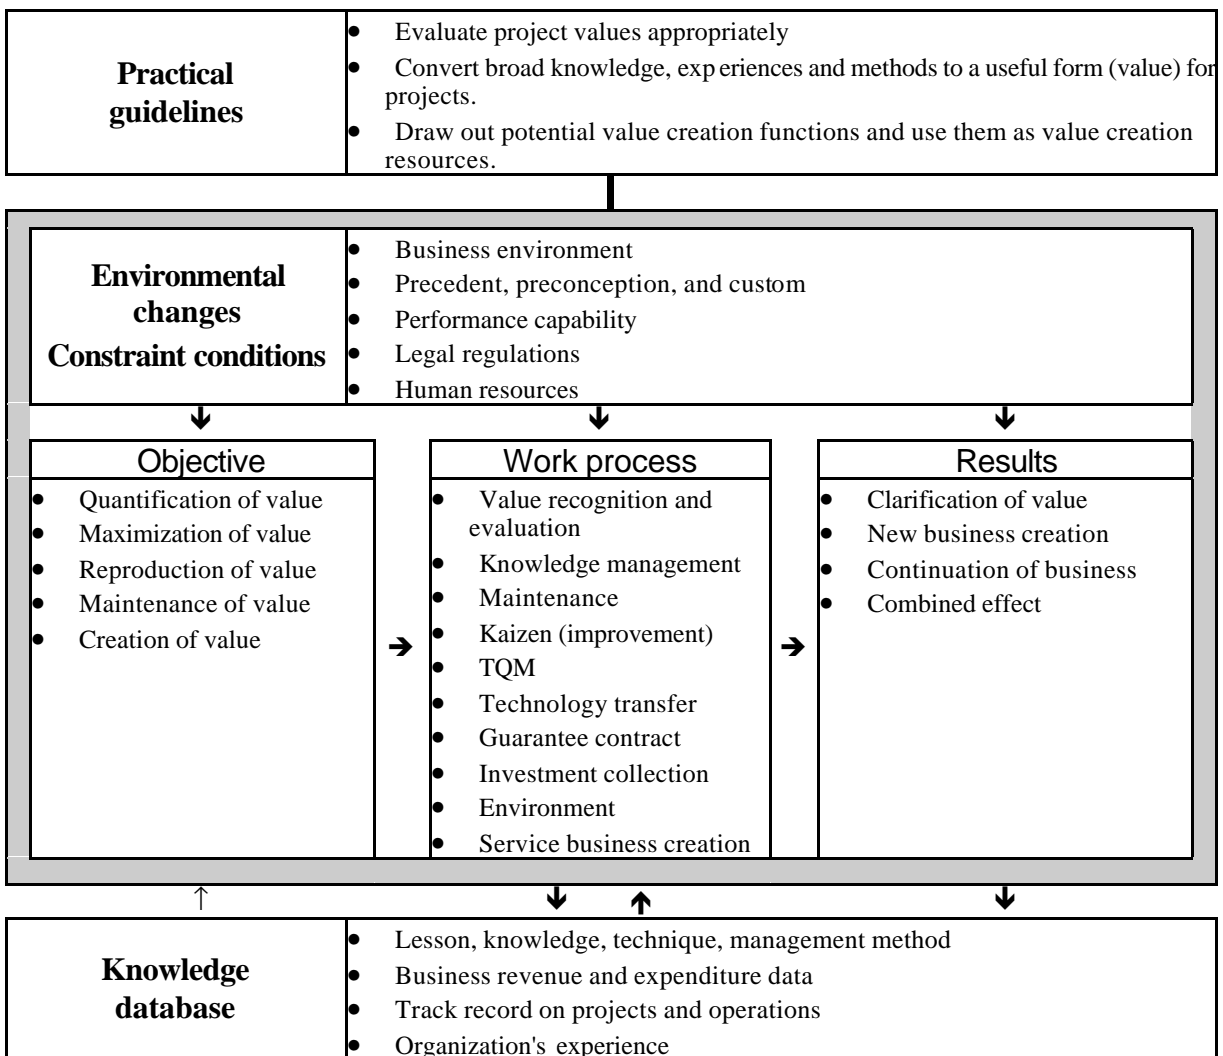 Practical
guidelines
● Evaluate project values appropriately
● Convert broad knowledge, exp eriences and methods to a useful form (value) for
projects.
● Draw out potential value creation functions and use them as value creation
resources.
Environmental
changes
Constraint conditions
● Business environment
● Precedent, preconception, and custom
● Performance capability
● Legal regulations
● Human resources
Objective
● Quantification of value
● Maximization of value
● Reproduction of value
● Maintenance of value
● Creation of value
Work process
● Value recognition and
evaluation
● Knowledge management
● Maintenance
● Kaizen (improvement)
● TQM
● Technology transfer
● Guarantee contract
● Investment collection
● Environment
● Service business creation
Results
● Clarification of value
● New business creation
● Continuation of business
● Combined effect
Knowledge
database
● Lesson, knowledge, technique, management method
● Business revenue and expenditure data
● Track record on projects and operations
● Organization's experience